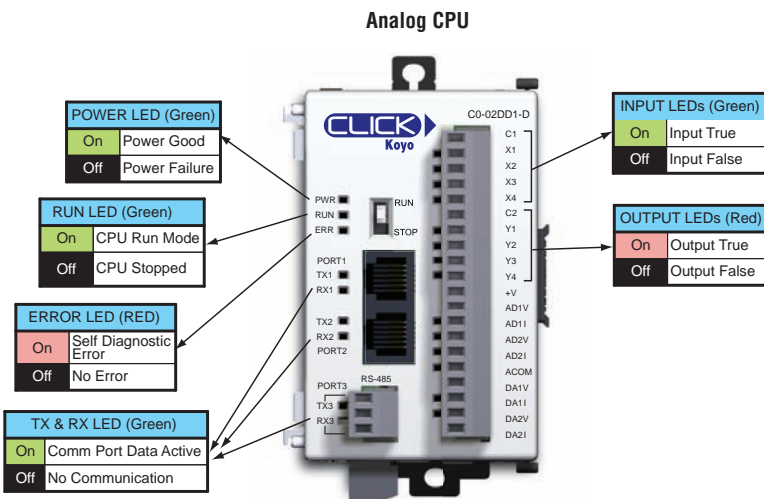 Analog CPU
POWER LED (Green)
On Power Good
Off Power Failure
RUN LED (Green)
On CPU Run Mode
Off CPU Stopped
ERROR LED (RED)
On Self Diagnostic
Error
Off No Error
TX & RX LED (Green)
On Comm Port Data Active
Off No Communication
CLICK
Koyo
C0-02DD1-D
PWR
RUN
ERR
RUN
STOP
PORT1
TX1
RX1
TX2
RX2
PORT2
RS-485
PORT3
TX3
RX3
C1
X1
X2
X3
X4
C2
Y1
Y2
Y3
Y4
+V
AD1V
AD1I
AD2V
AD2I
ACOM
DA1V
DA1I
DA2V
DA2I
INPUT LEDs (Green)
On Input True
Off Input False
OUTPUT LEDs (Red)
On Output True
Off Output False